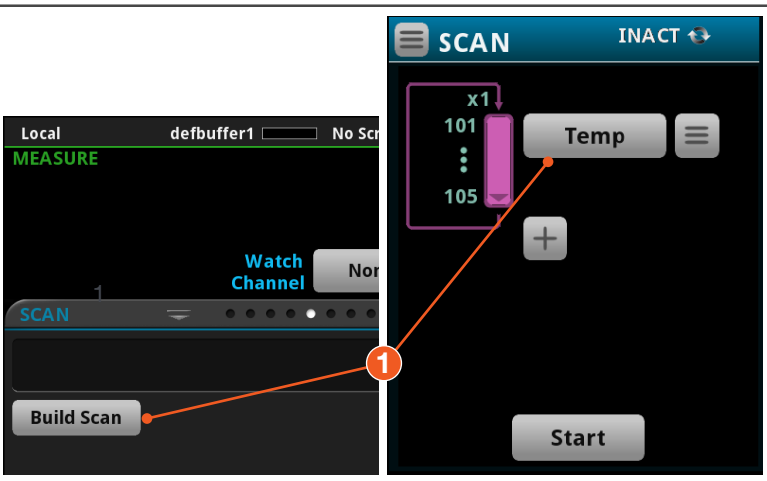 Local defbuffer1 No Scr
MEASURE
Watch
Channel
Non
1
SCAN
Build Scan
1
SCAN INACT
x1
101
105
Temp
Start